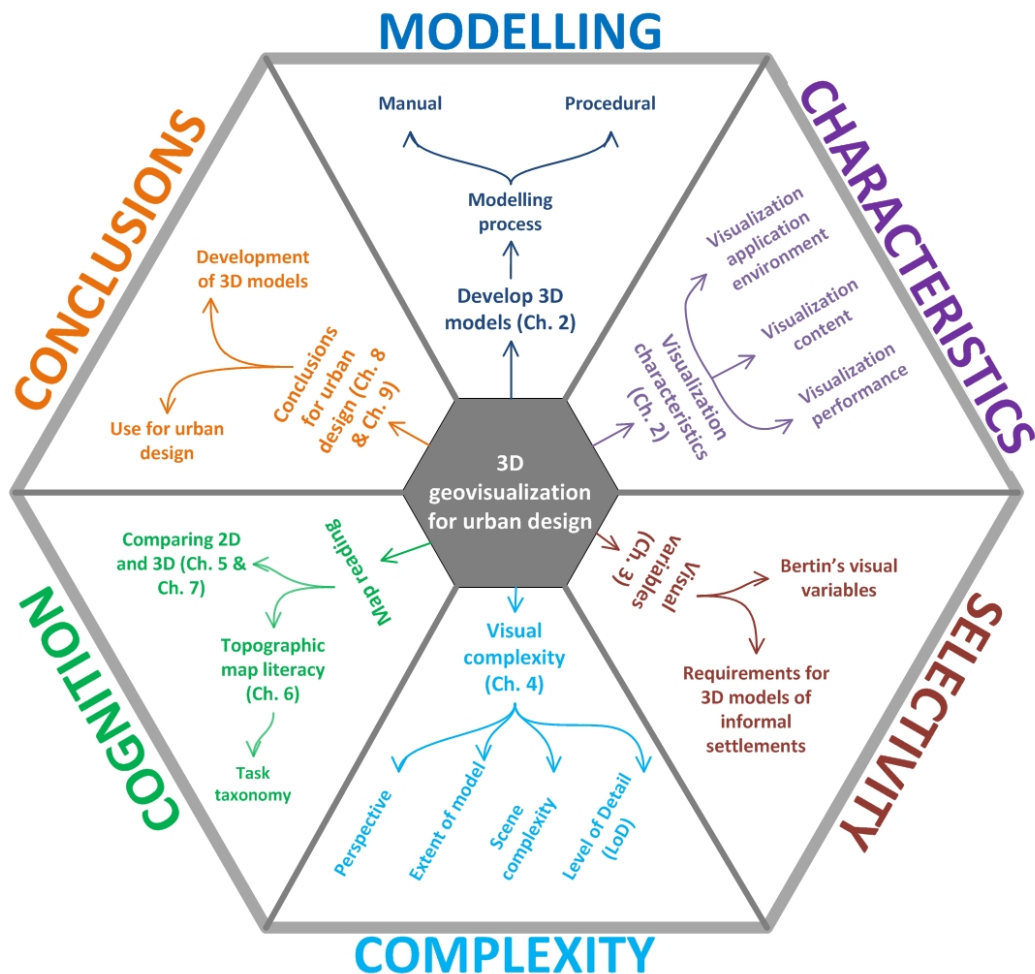 MODELLING
Manual
Procedural
Modelling
process
Develop 3D
models (Ch. 2)
CHARACTERISTICS
Visualization
application
environment
Visualization
content
Visualization
performance
Visualization
characteristics
(Ch. 2)
SELECTIVITY
Visual
variables
(Ch. 3)
Bertin’s visual
variables
Requirements for
3D models of
informal
settlements
COMPLEXITY
Visual
complexity
(Ch. 4)
Perspective
Extent of model
Scene
complexity
Level of Detail
(LoD)
COGNITION
Map reading
Comparing 2D
and 3D (Ch. 5 &
Ch. 7)
Topographic
map literacy
(Ch. 6)
Task
taxonomy
CONCLUSIONS
Development
of 3D models
Conclusions
for urban
design (Ch. 8
& Ch. 9)
Use for urban
design
3D
geovisualization
for urban design